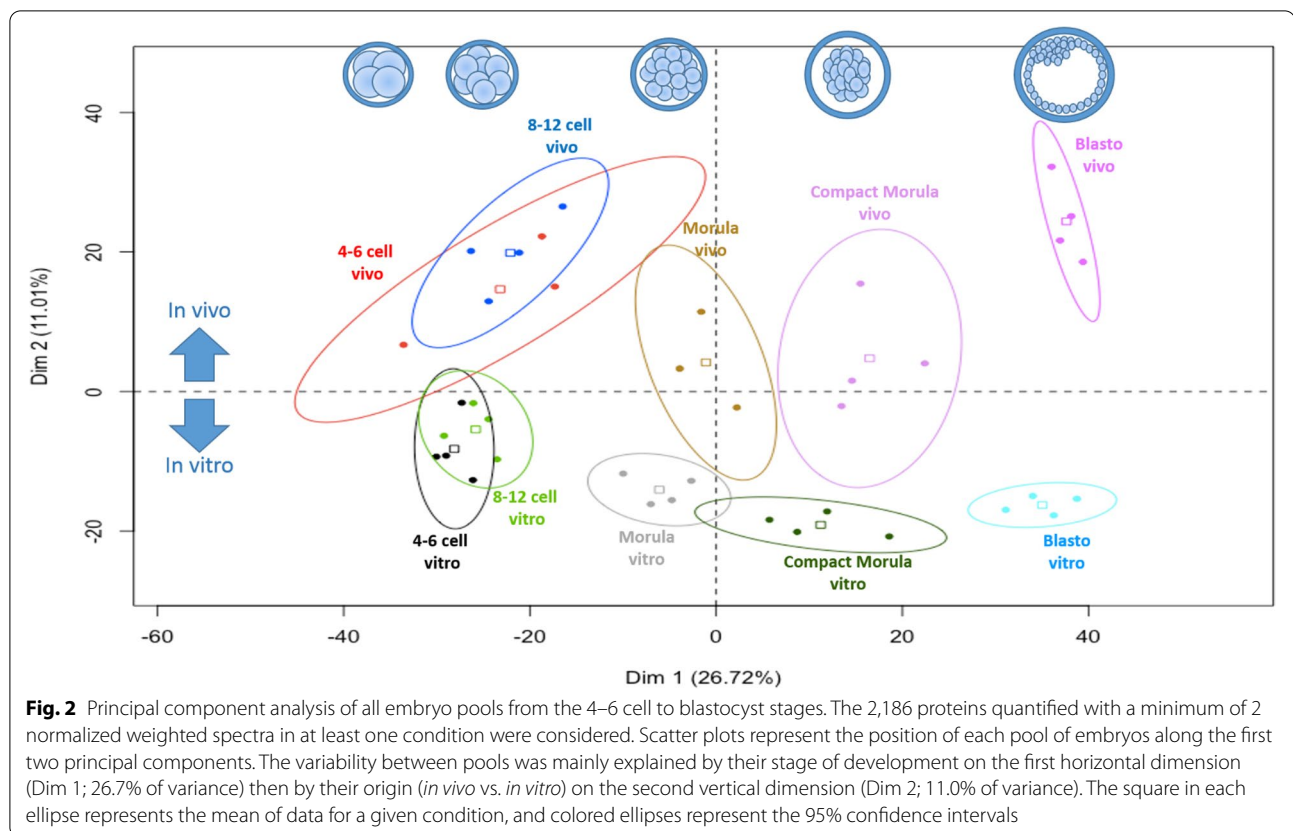 40
20
0
-20
Dim 2 (11.01%)
8-12 cell
vivo
Blasto
vivo
Compact Morula
vivo
Morula
vivo
4-6 cell
vivo
In vivo
In vitro
8-12 cell
vitro
4-6 cell
vitro
Morula
vitro
Compact Morula
vitro
Blasto
vitro
-60 -40 -20 0 20 40
Dim 1 (26.72%)
Fig. 2 Principal component analysis of all embryo pools from the 4–6 cell to blastocyst stages. The 2,186 proteins quantified with a minimum of 2
normalized weighted spectra in at least one condition were considered. Scatter plots represent the position of each pool of embryos along the first
two principal components. The variability between pools was mainly explained by their stage of development on the first horizontal dimension
(Dim 1; 26.7% of variance) then by their origin (in vivo vs. in vitro) on the second vertical dimension (Dim 2; 11.0% of variance). The square in each
ellipse represents the mean of data for a given condition, and colored ellipses represent the 95% confidence intervals